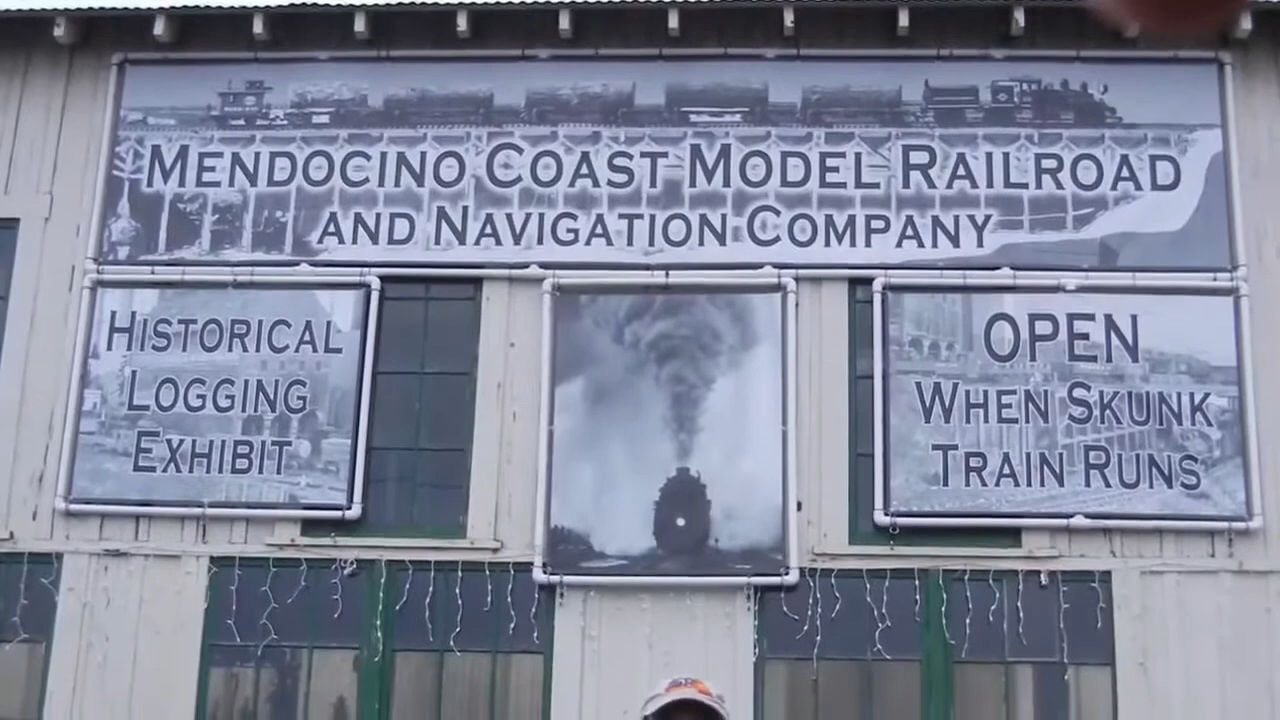 MENDOCINO COAST MODEL RAILROAD
AND NAVIGATION COMPANY
HISTORICAL
LOGGING
EXHIBIT
OPEN
WHEN SKUNK
TRAIN RUNS